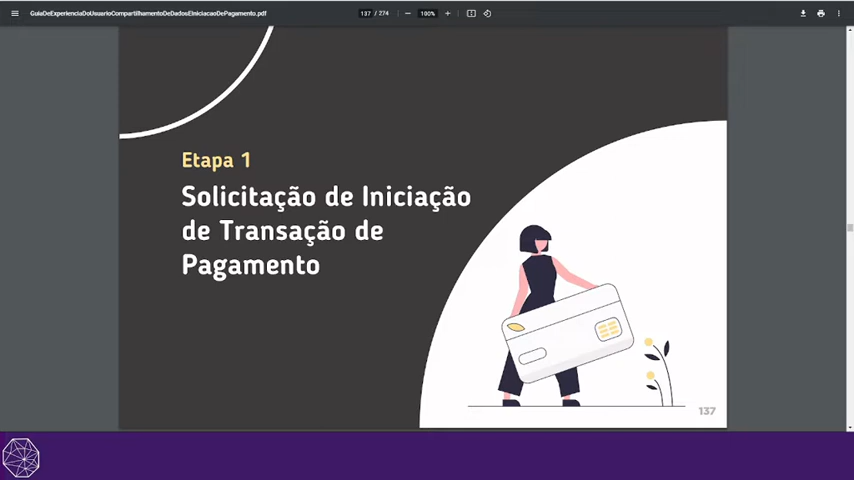 GuiaDeExperienciaDoUsuarioCompartilhamentoDeDadosEIniciacaoDePagamento.pdf
137 / 274
100%
Etapa 1
Solicitação de Iniciação
de Transação de
Pagamento
137